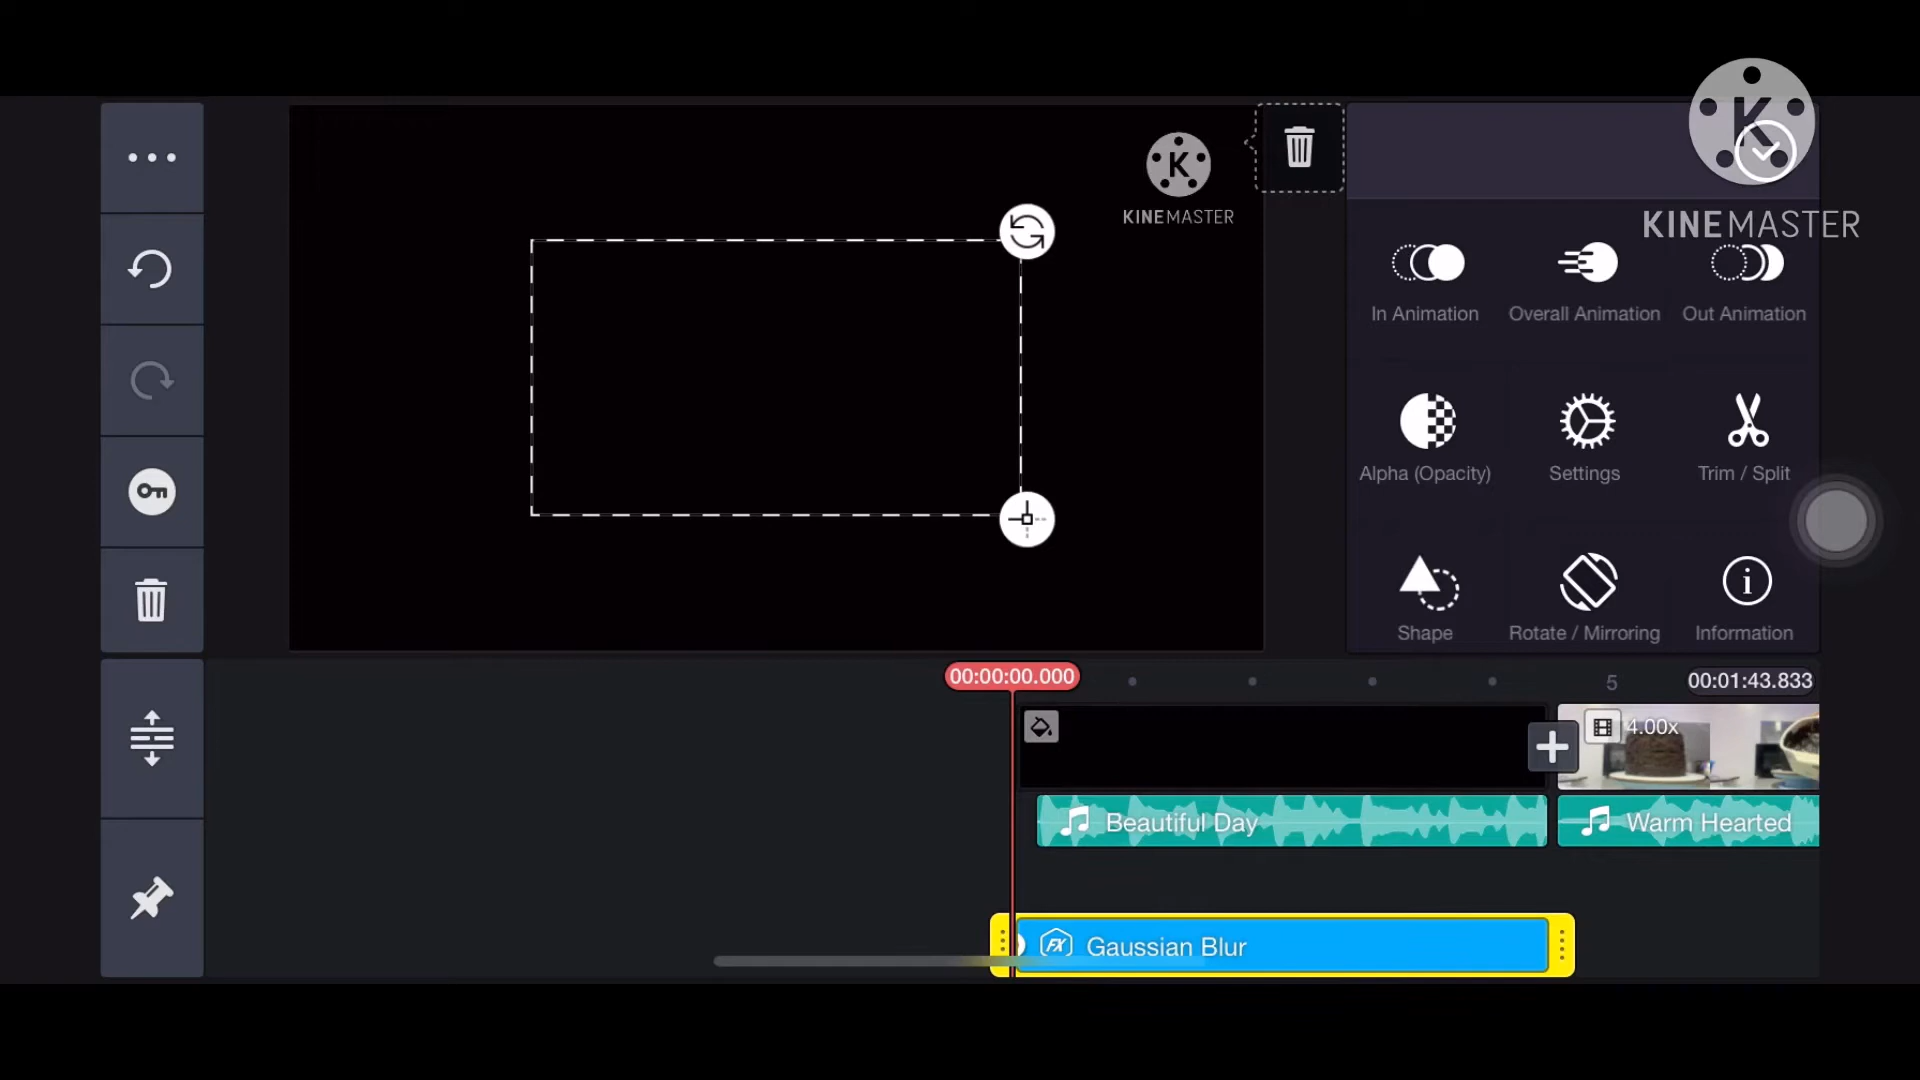 KINEMASTER
KINEMASTER
In Animation
Overall Animation
Out Animation
Alpha (Opacity)
Settings
Trim / Split
Shape
Rotate / Mirroring
Information
00:00:00.000
5
00:01:43.833
4.00x
Beautiful Day
Warm Hearted
FX Gaussian Blur